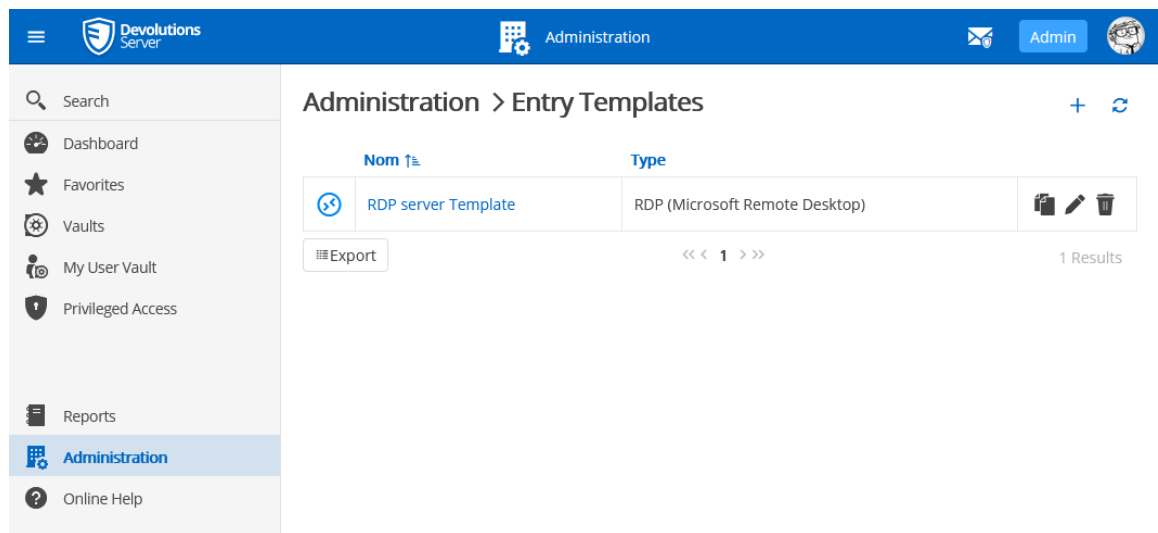 Devolutions
Server
Administration
Admin
Search
Dashboard
Favorites
Vaults
My User Vault
Privileged Access
Reports
Administration
Online Help
Administration > Entry Templates
Nom
Type
RDP server Template
RDP (Microsoft Remote Desktop)
Export
<< < 1 > >>
1 Results